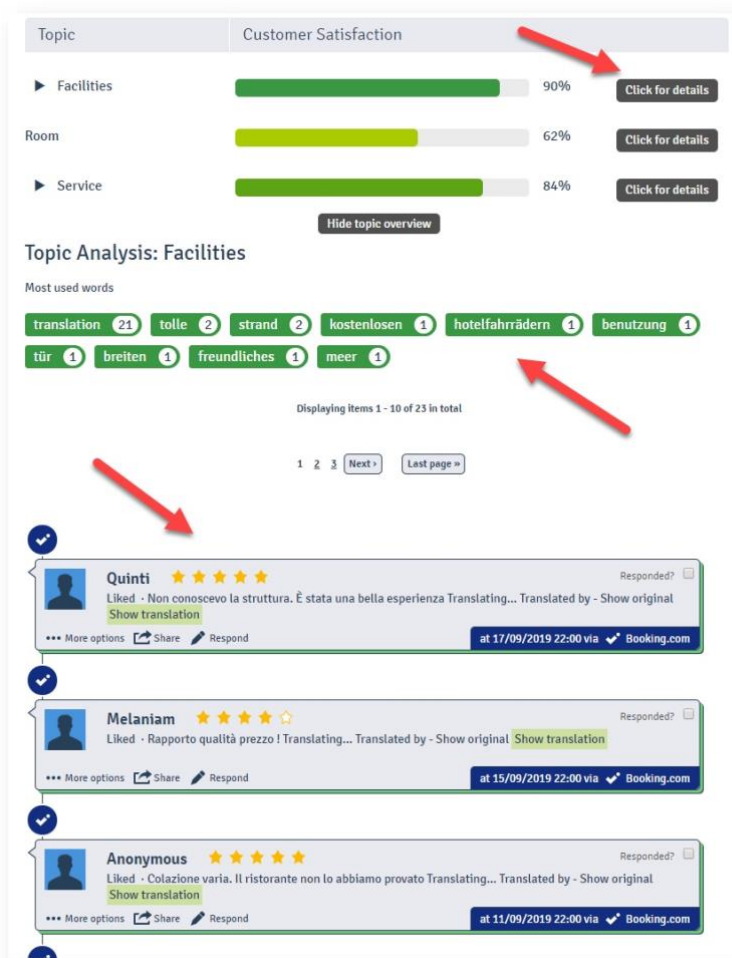 Topic Customer Satisfaction
Facilities 90% Click for details
Room 62% Click for details
Service 84% Click for details
Hide topic overview
Topic Analysis: Facilities
Most used words
translation 21 tolle 2 strand 2 kostenlosen 1 hotelfahrrädern 1 benutzung 1
tür 1 breiten 1 freundliches 1 meer 1
Displaying items 1 - 10 of 23 in total
1 2 3 Next › Last page »
Quinti Responded?
Liked · Non conoscevo la struttura. È stata una bella esperienza Translating... Translated by - Show original
Show translation
••• More options Share Respond at 17/09/2019 22:00 via Booking.com
Melaniam Responded?
Liked · Rapporto qualità prezzo ! Translating... Translated by - Show original Show translation
••• More options Share Respond at 15/09/2019 22:00 via Booking.com
Anonymous Responded?
Liked · Colazione varia. Il ristorante non lo abbiamo provato Translating... Translated by - Show original
Show translation
••• More options Share Respond at 11/09/2019 22:00 via Booking.com